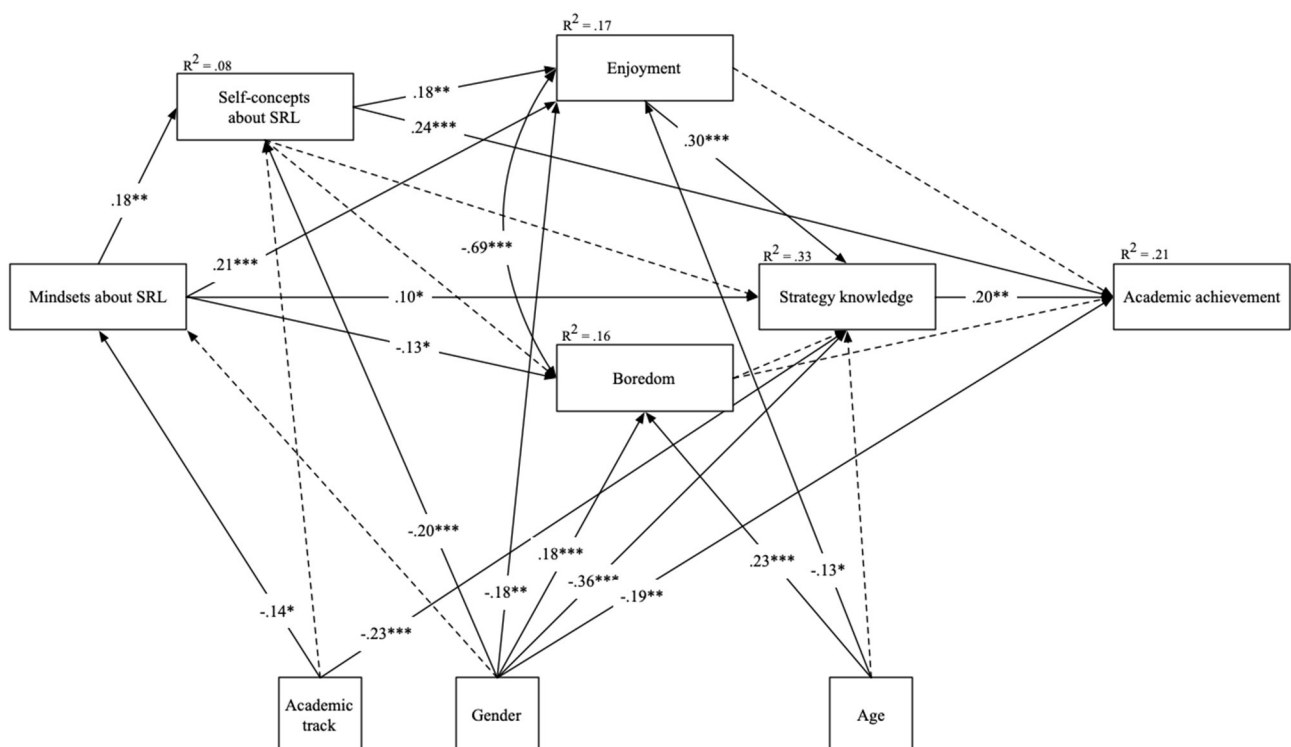 R² = .17
Enjoyment
R² = .08
Self-concepts
about SRL
.18**
.24***
.30***
.18**
-.69***
.21***
R² = .33
R² = .21
Mindsets about SRL
.10*
Strategy knowledge
.20**
Academic achievement
-.13*
R² = .16
Boredom
-.20***
.18***
.23***
-.13*
-.36***
-.18**
-.19**
-.14*
-.23***
Academic
track
Gender
Age